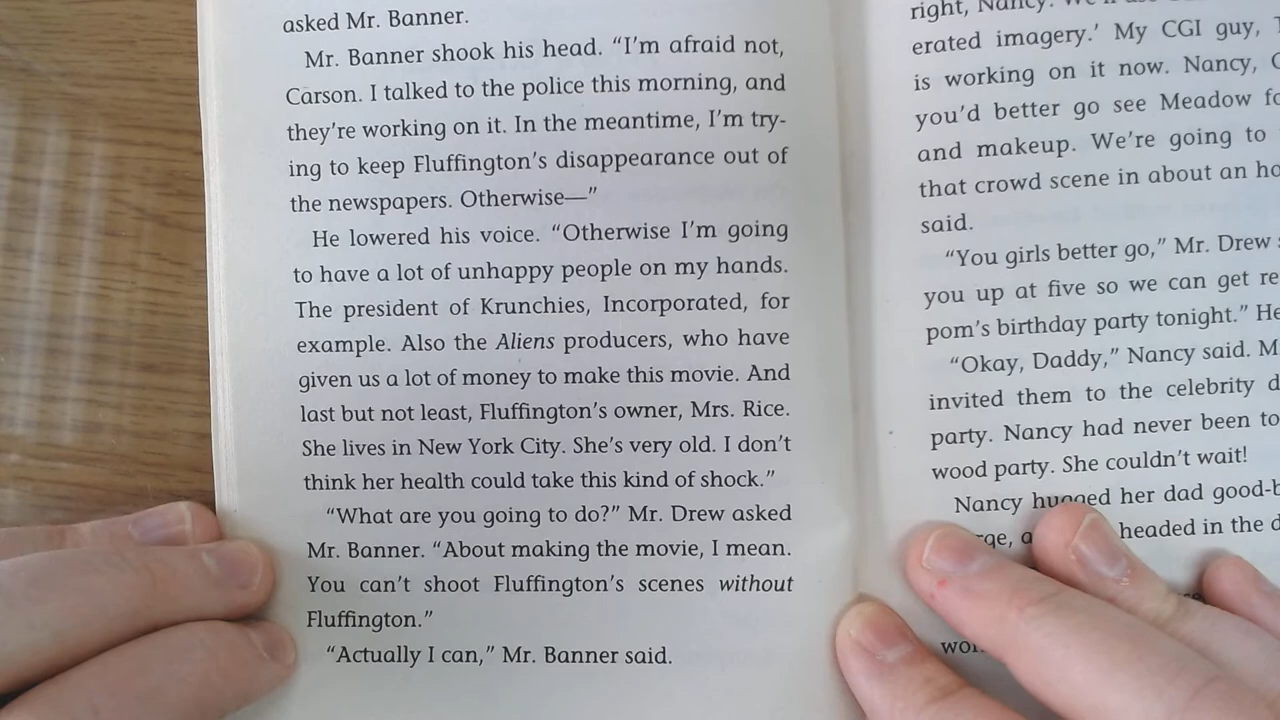 asked Mr. Banner.
Mr. Banner shook his head. “I’m afraid not,
Carson. I talked to the police this morning, and
they’re working on it. In the meantime, I’m try-
ing to keep Fluffington’s disappearance out of
the newspapers. Otherwise—”
He lowered his voice. “Otherwise I’m going
to have a lot of unhappy people on my hands.
The president of Krunchies, Incorporated, for
example. Also the Aliens producers, who have
given us a lot of money to make this movie. And
last but not least, Fluffington’s owner, Mrs. Rice.
She lives in New York City. She’s very old. I don’t
think her health could take this kind of shock.”
“What are you going to do?” Mr. Drew asked
Mr. Banner. “About making the movie, I mean.
You can’t shoot Fluffington’s scenes without
Fluffington.”
“Actually I can,” Mr. Banner said.
right, Nancy.
erated imagery.’ My CGI guy,
is working on it now. Nancy,
you’d better go see Meadow
and makeup. We’re going to
that crowd scene in about an
said.
“You girls better go,” Mr. Drew
you up at five so we can get
pom’s birthday party tonight.”
“Okay, Daddy,” Nancy said.
invited them to the celebrity
party. Nancy had never been to
wood party. She couldn’t wait!
Nancy hugged her dad
headed in the